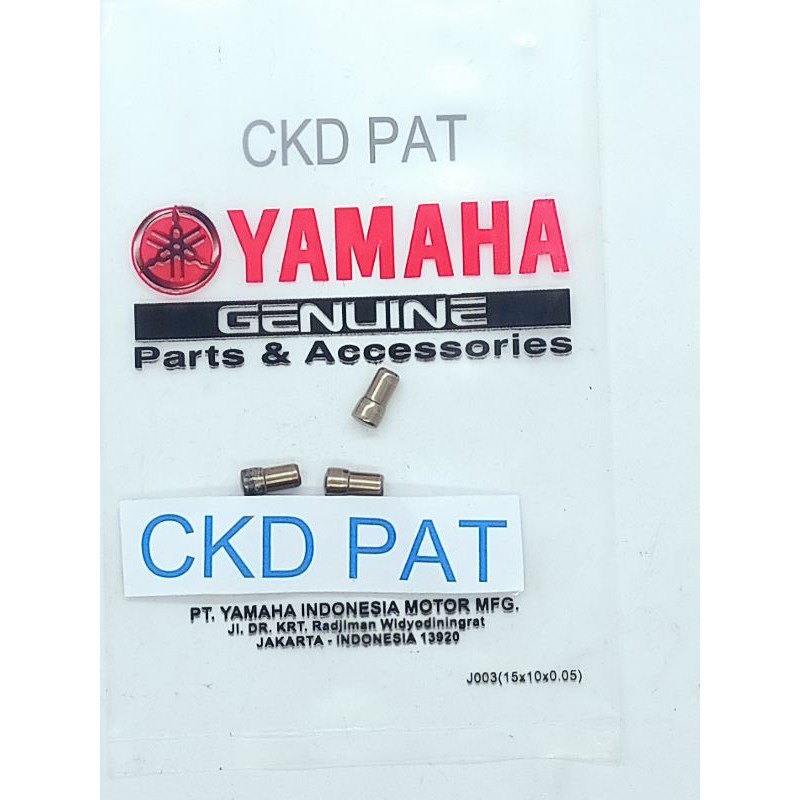 CKD PAT
YAMAHA
GENUINE
Parts & Accessories
CKD PAT
PT. YAMAHA INDONESIA MOTOR MFG.
Jl. DR. KRT. Radjiman Widyodiningrat
JAKARTA - INDONESIA 13920
J003(15x10x0.05)